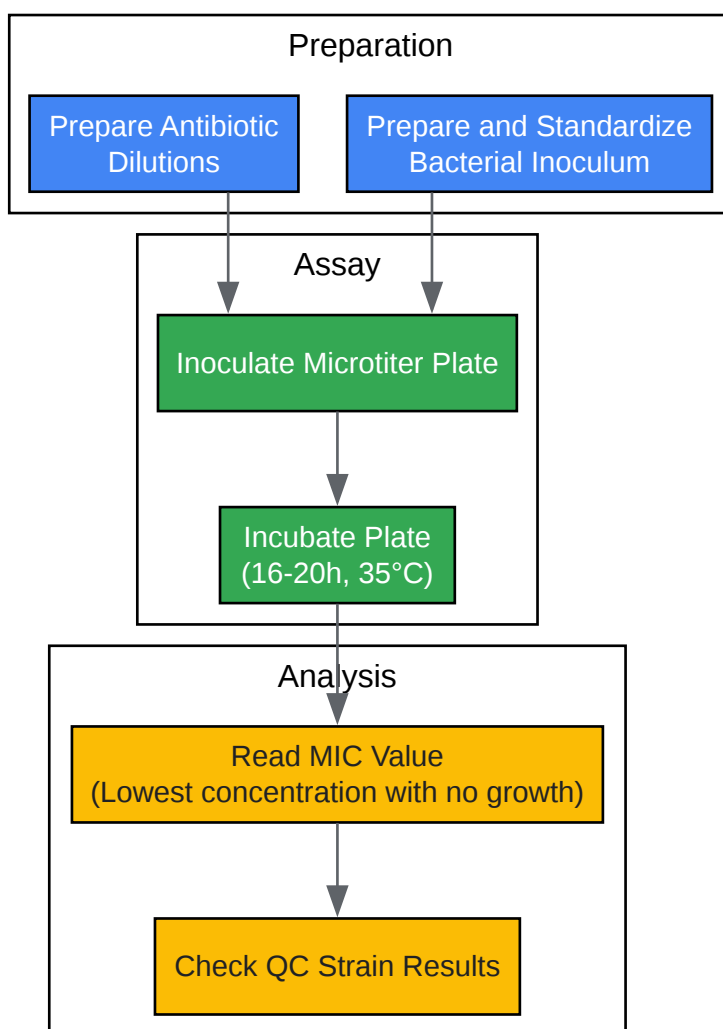 Preparation
Prepare Antibiotic
Dilutions
Prepare and Standardize
Bacterial Inoculum
Assay
Inoculate Microtiter Plate
Incubate Plate
(16-20h, 35°C)
Analysis
Read MIC Value
(Lowest concentration with no growth)
Check QC Strain Results